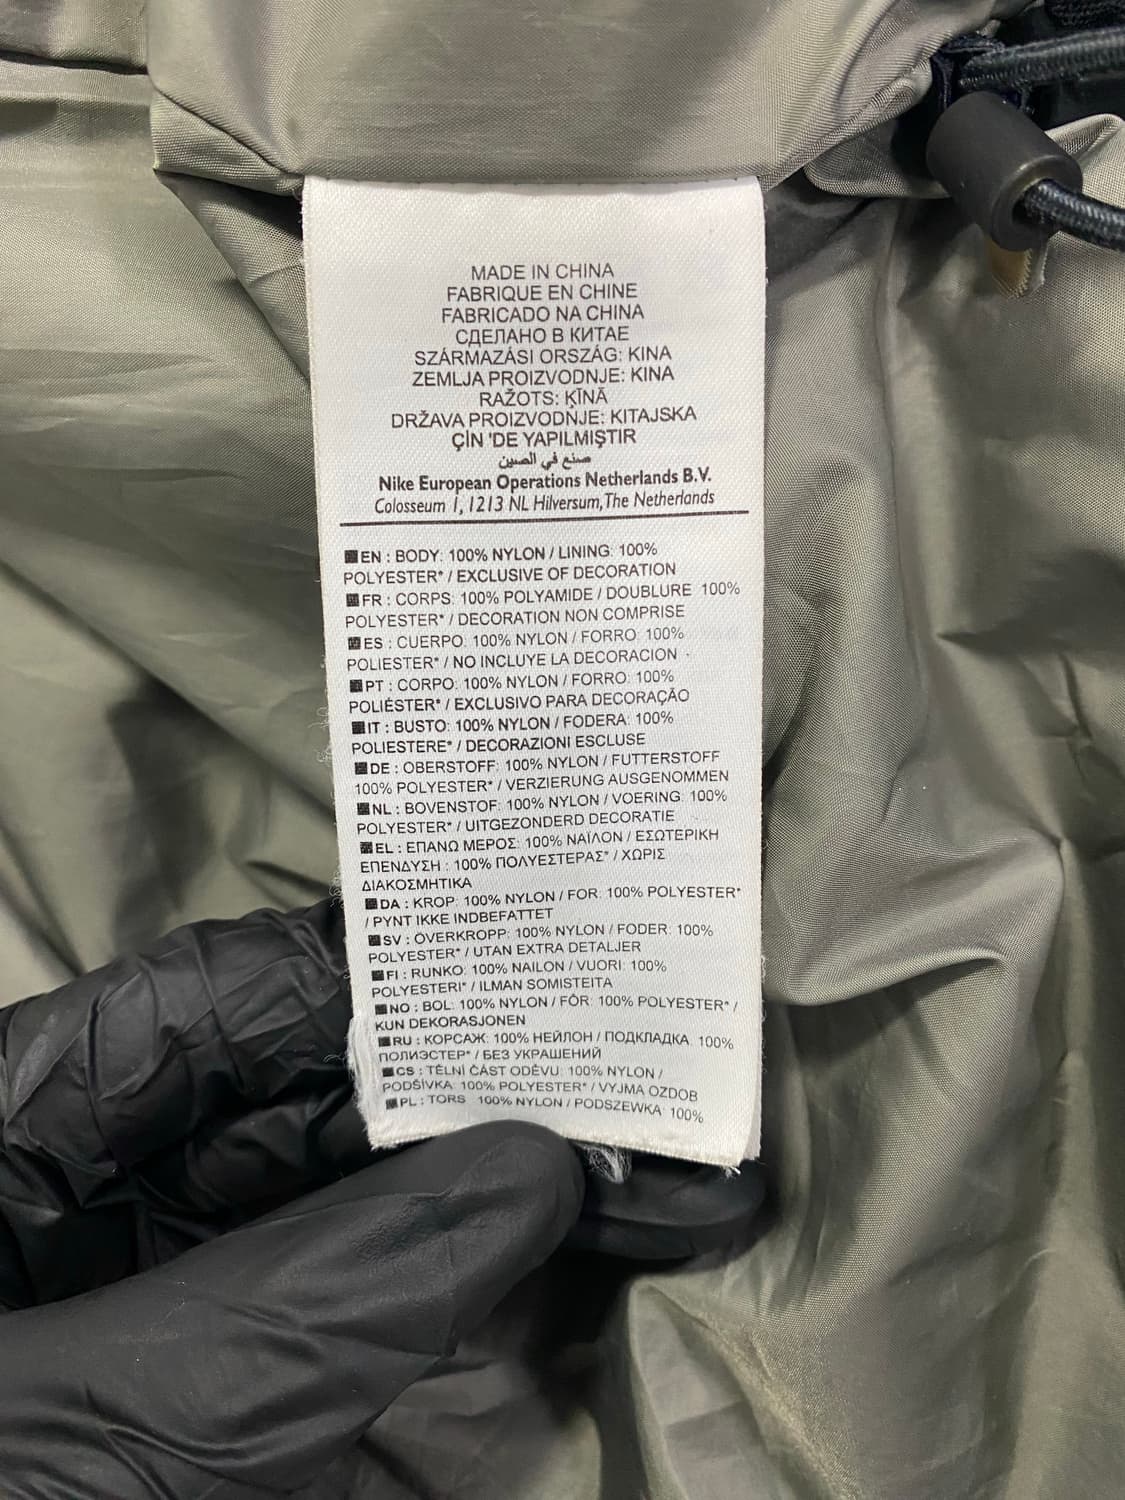 MADE IN CHINA
FABRIQUE EN CHINE
FABRICADO NA CHINA
СДЕЛАНО В КИТАЕ
SZÁRMAZÁSI ORSZÁG: KINA
ZEMLJA PROIZVODNJE: KINA
RAŽOTS: ĶĪNĀ
DRŽAVA PROIZVODNJE: KITAJSKA
ÇİN 'DE YAPILMIŞTIR
صنع في الصين
Nike European Operations Netherlands B.V.
Colosseum 1, 1213 NL Hilversum, The Netherlands
EN : BODY: 100% NYLON / LINING: 100%
POLYESTER* / EXCLUSIVE OF DECORATION
FR : CORPS: 100% POLYAMIDE / DOUBLURE 100%
POLYESTER* / DECORATION NON COMPRISE
ES : CUERPO: 100% NYLON / FORRO: 100%
POLIESTER* / NO INCLUYE LA DECORACION
PT : CORPO: 100% NYLON / FORRO: 100%
POLIÉSTER* / EXCLUSIVO PARA DECORAÇÃO
IT : BUSTO: 100% NYLON / FODERA: 100%
POLIESTERE* / DECORAZIONI ESCLUSE
DE : OBERSTOFF: 100% NYLON / FUTTERSTOFF
100% POLYESTER* / VERZIERUNG AUSGENOMMEN
NL : BOVENSTOF: 100% NYLON / VOERING: 100%
POLYESTER* / UITGEZONDERD DECORATIE
EL : ΕΠΑΝΩ ΜΕΡΟΣ: 100% ΝΑΪΛΟΝ / ΕΣΩΤΕΡΙΚΗ
ΕΠΕΝΔΥΣΗ : 100% ΠΟΛΥΕΣΤΕΡΑΣ* / ΧΩΡΙΣ
ΔΙΑΚΟΣΜΗΤΙΚΑ
DA : KROP: 100% NYLON / FOR: 100% POLYESTER*
/ PYNT IKKE INDBEFATTET
SV : ÖVERKROPP: 100% NYLON / FODER: 100%
POLYESTER* / UTAN EXTRA DETALJER
FI : RUNKO: 100% NAILON / VUORI: 100%
POLYESTERI* / ILMAN SOMISTEITA
NO : BOL: 100% NYLON / FÔR: 100% POLYESTER* /
KUN DEKORASJONEN
RU : КОРСАЖ: 100% НЕЙЛОН / ПОДКЛАДКА: 100%
ПОЛИЭСТЕР* / БЕЗ УКРАШЕНИЙ
CS : TĚLNÍ ČÁST ODĚVU: 100% NYLON /
PODŠÍVKA: 100% POLYESTER* / VYJMA OZDOB
PL : TORS 100% NYLON / PODSZEWKA: 100%